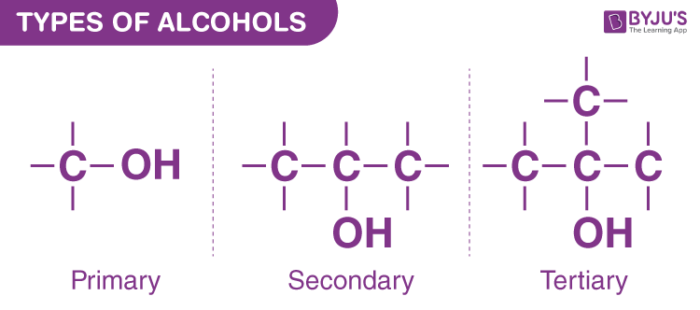 TYPES OF ALCOHOLS
BYJU'S
The Learning App
C
C OH
C C C
C C C
OH
OH
Primary
Secondary
Tertiary